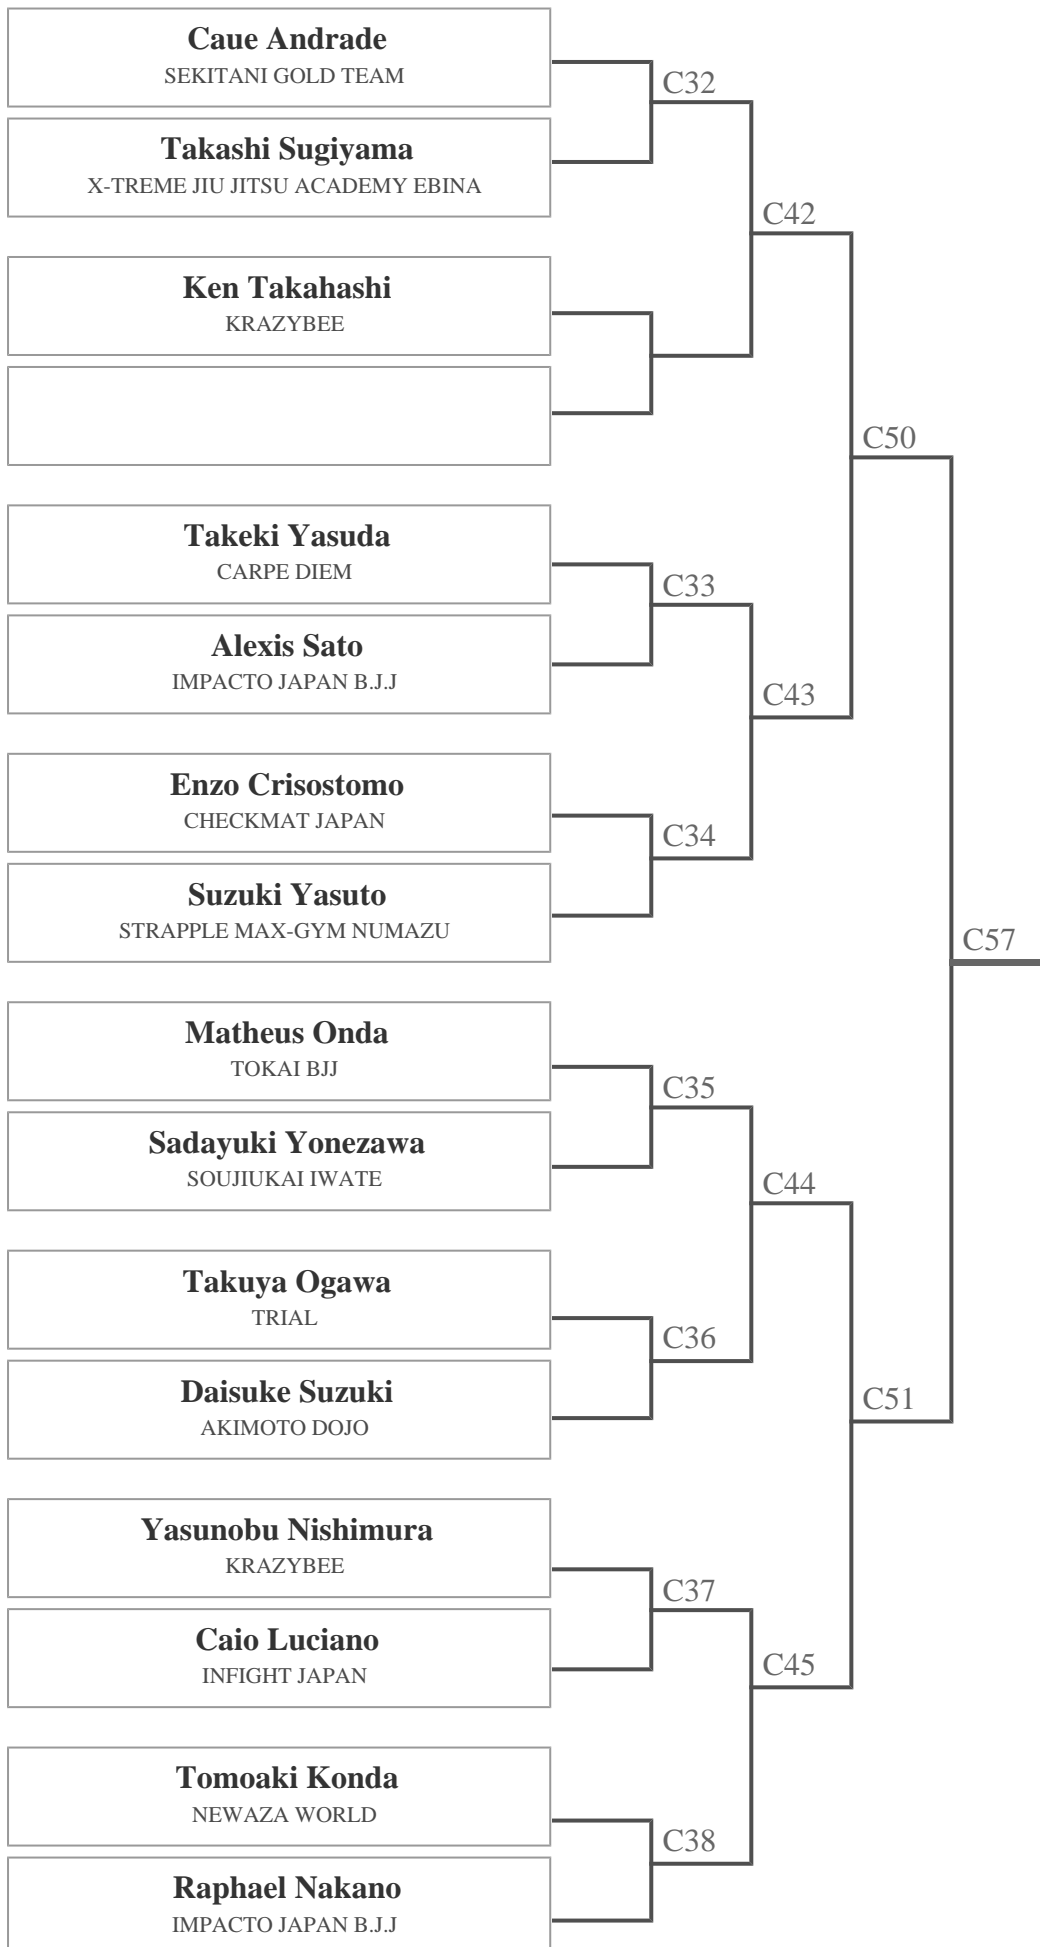 Caue Andrade
SEKITANI GOLD TEAM
C32
Takashi Sugiyama
X-TREME JIU JITSU ACADEMY EBINA
C42
Ken Takahashi
KRAZYBEE
C50
Takeki Yasuda
CARPE DIEM
C33
Alexis Sato
IMPACTO JAPAN B.J.J
C43
Enzo Crisostomo
CHECKMAT JAPAN
C34
Suzuki Yasuto
STRAPPLE MAX-GYM NUMAZU
C57
Matheus Onda
TOKAI BJJ
C35
Sadayuki Yonezawa
SOUJIUKAI IWATE
C44
Takuya Ogawa
TRIAL
C36
Daisuke Suzuki
AKIMOTO DOJO
C51
Yasunobu Nishimura
KRAZYBEE
C37
Caio Luciano
INFIGHT JAPAN
C45
Tomoaki Konda
NEWAZA WORLD
C38
Raphael Nakano
IMPACTO JAPAN B.J.J